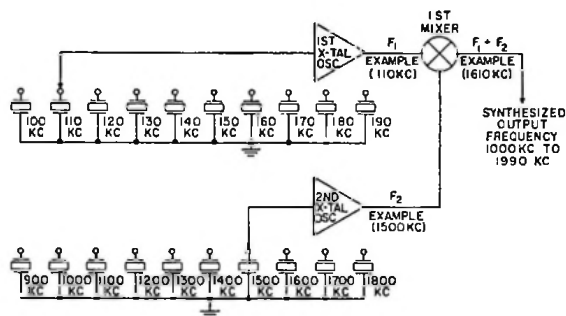 1ST
MIXER
1ST
X-TAL
OSC
F1
EXAMPLE
(110KC)
F1 + F2
EXAMPLE
(1610KC)
100 KC
110 KC
120 KC
130 KC
140 KC
150 KC
160 KC
170 KC
180 KC
190 KC
SYNTHESIZED
OUTPUT
FREQUENCY
1000KC TO
1990 KC
2ND
X-TAL
OSC
F2
EXAMPLE
(1500KC)
900 KC
1000 KC
1100 KC
1200 KC
1300 KC
1400 KC
1500 KC
1600 KC
1700 KC
1800 KC